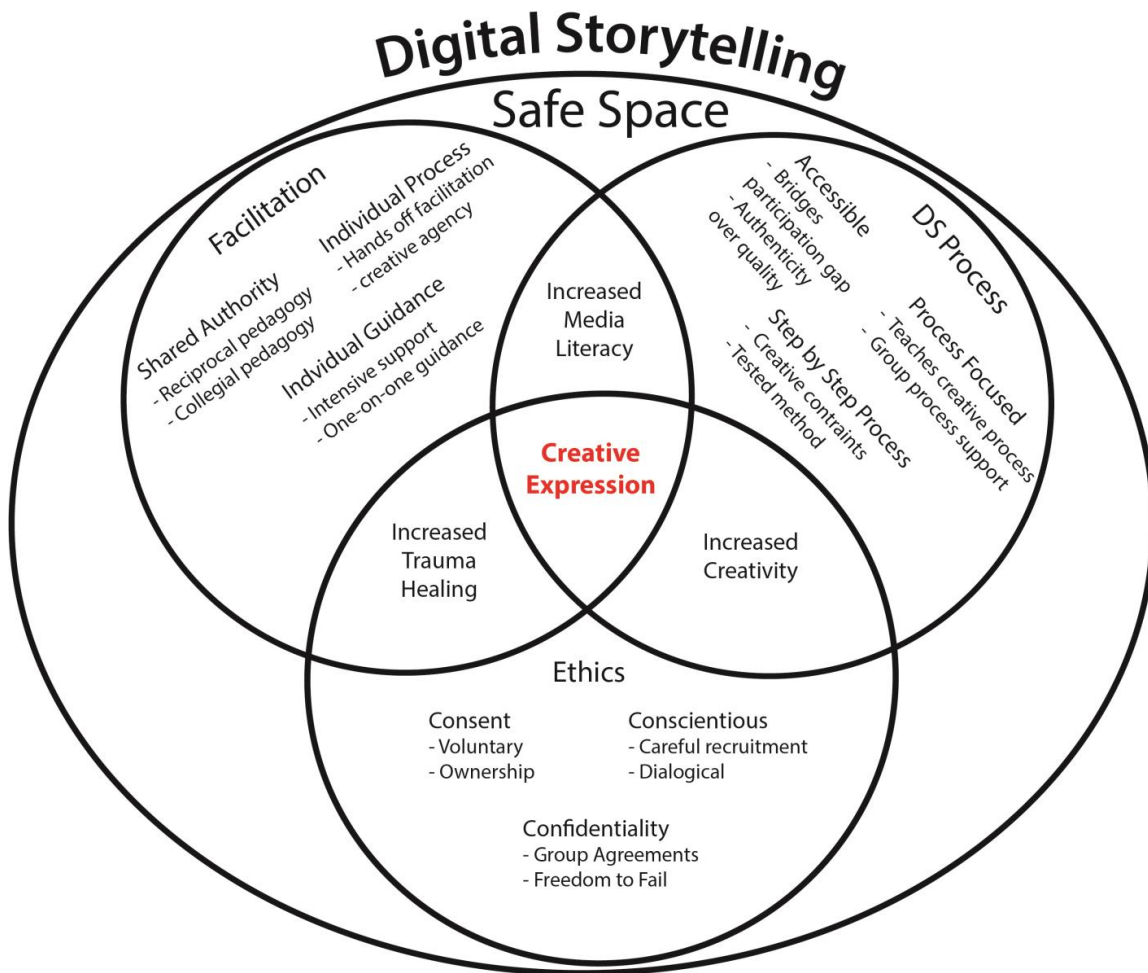 Digital Storytelling
Safe Space
Facilitation
Individual Process
- Hands off facilitation
- creative agency
Shared Authority
- Reciprocal pedagogy
- Collegial pedagogy
Indvidual Guidance
- Intensive support
- One-on-one guidance
DS Process
Accessible
- Bridges
participation gap
- Authenticity
over quality
Process Focused
- Teaches creative process
- Group process support
Step by Step Process
- Creative contraints
- Tested method
Increased
Media
Literacy
Creative
Expression
Increased
Trauma
Healing
Increased
Creativity
Ethics
Consent
- Voluntary
- Ownership
Conscientious
- Careful recruitment
- Dialogical
Confidentiality
- Group Agreements
- Freedom to Fail